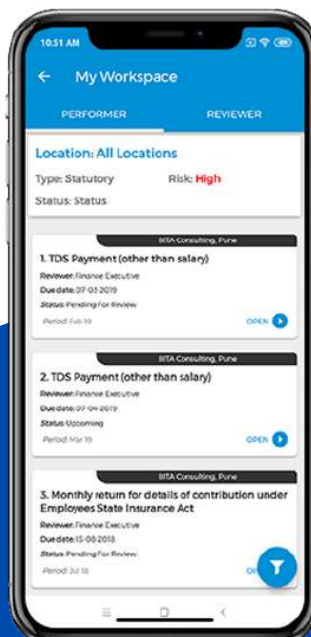 10:51 AM
My Workspace
PERFORMER REVIEWER
Location: All Locations
Type: Statutory Risk: High
Status: Status
BITA Consulting, Pune
1. TDS Payment (other than salary)
Reviewer: Finance Executive
Due date: 07-03-2019
Status: Pending For Review
Period: Feb 19 OPEN
BITA Consulting, Pune
2. TDS Payment (other than salary)
Reviewer: Finance Executive
Due date: 07-04-2019
Status: Upcoming
Period: Mar 19 OPEN
BITA Consulting, Pune
3. Monthly return for details of contribution under
Employees State Insurance Act
Reviewer: Finance Executive
Due date: 15-08-2018
Status: Pending For Review
Period: Jul 18